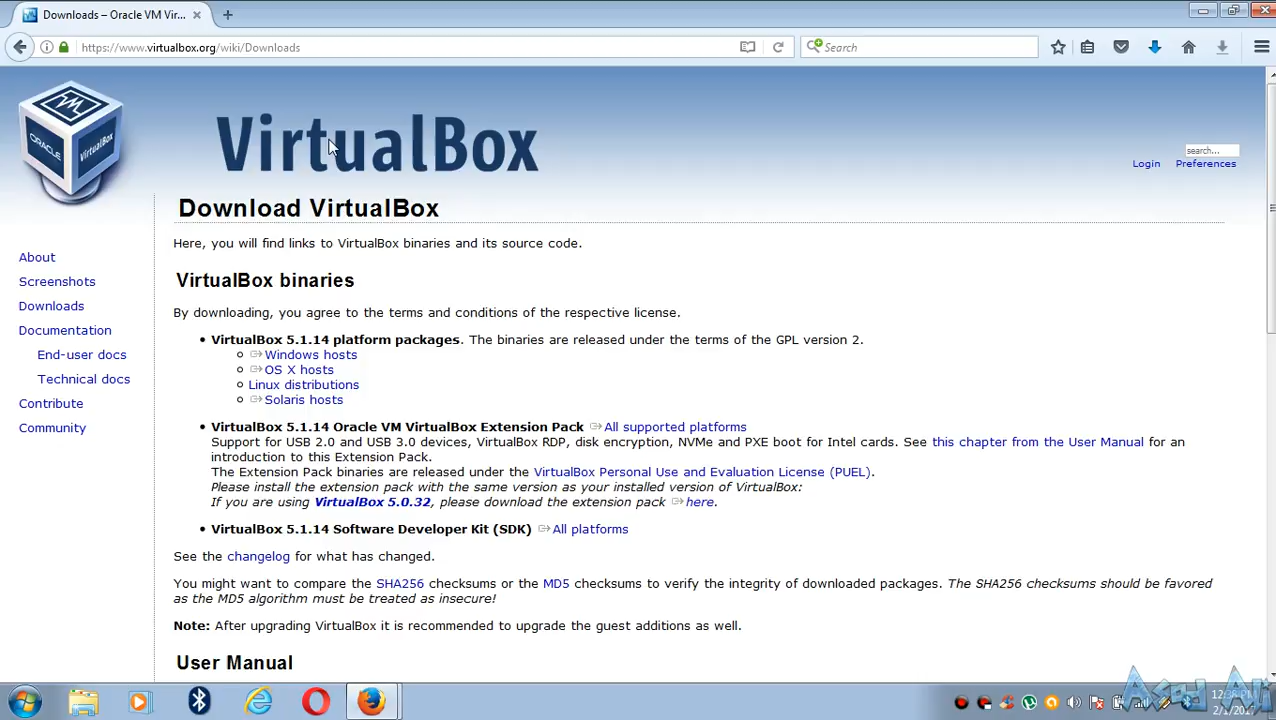 Downloads – Oracle VM Vir...
https://www.virtualbox.org/wiki/Downloads
Search
ORACLE
VirtualBox
VirtualBox
search...
Login
Preferences
Download VirtualBox
Here, you will find links to VirtualBox binaries and its source code.
About
Screenshots
Downloads
Documentation
End-user docs
Technical docs
Contribute
Community
VirtualBox binaries
By downloading, you agree to the terms and conditions of the respective license.
• VirtualBox 5.1.14 platform packages. The binaries are released under the terms of the GPL version 2.
Windows hosts
OS X hosts
Linux distributions
Solaris hosts
• VirtualBox 5.1.14 Oracle VM VirtualBox Extension Pack All supported platforms
Support for USB 2.0 and USB 3.0 devices, VirtualBox RDP, disk encryption, NVMe and PXE boot for Intel cards. See this chapter from the User Manual for an
introduction to this Extension Pack.
The Extension Pack binaries are released under the VirtualBox Personal Use and Evaluation License (PUEL).
Please install the extension pack with the same version as your installed version of VirtualBox:
If you are using VirtualBox 5.0.32, please download the extension pack here.
• VirtualBox 5.1.14 Software Developer Kit (SDK) All platforms
See the changelog for what has changed.
You might want to compare the SHA256 checksums or the MD5 checksums to verify the integrity of downloaded packages. The SHA256 checksums should be favored
as the MD5 algorithm must be treated as insecure!
Note: After upgrading VirtualBox it is recommended to upgrade the guest additions as well.
User Manual
Asad Ali
12:38 PM